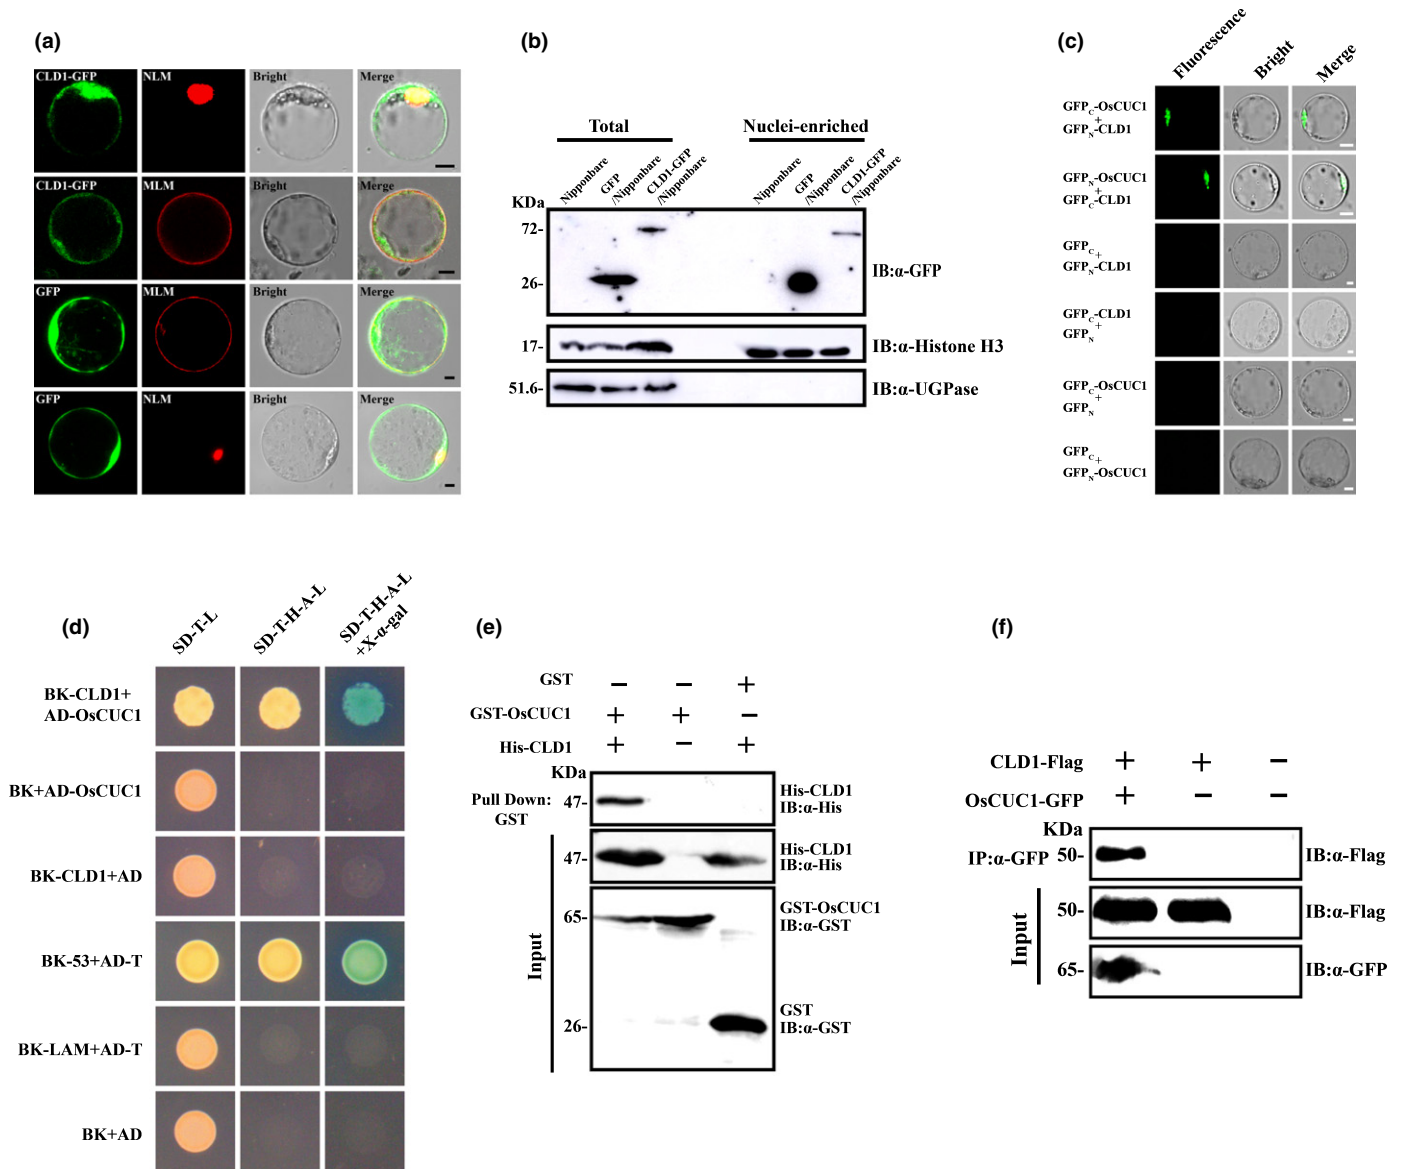 (a)
CLD1-GFP NLM Bright Merge
CLD1-GFP MLM Bright Merge
GFP MLM Bright Merge
GFP NLM Bright Merge
(b)
Total Nuclei-enriched
Nipponbare
GFP
/Nipponbare
CLD1-GFP
/Nipponbare
Nipponbare
GFP
/Nipponbare
CLD1-GFP
/Nipponbare
KDa
72-
26-
IB:α-GFP
17-
IB:α-Histone H3
51.6-
IB:α-UGPase
(c)
Fluorescence Bright Merge
GFPC-OsCUC1
+
GFPN-CLD1
GFPN-OsCUC1
+
GFPC-CLD1
GFPC
+
GFPN-CLD1
GFPC-CLD1
+
GFPN
GFPC-OsCUC1
+
GFPN
GFPC
+
GFPN-OsCUC1
(d)
SD-T-L
SD-T-H-A-L
SD-T-H-A-L
+X-α-gal
BK-CLD1+
AD-OsCUC1
BK+AD-OsCUC1
BK-CLD1+AD
BK-53+AD-T
BK-LAM+AD-T
BK+AD
(e)
GST − − +
GST-OsCUC1 + + −
His-CLD1 + − +
KDa
Pull Down:
GST
47-
His-CLD1
IB:α-His
Input
47-
His-CLD1
IB:α-His
65-
GST-OsCUC1
IB:α-GST
26-
GST
IB:α-GST
(f)
CLD1-Flag + + −
OsCUC1-GFP + − −
KDa
IP:α-GFP 50- IB:α-Flag
Input
50- IB:α-Flag
65- IB:α-GFP